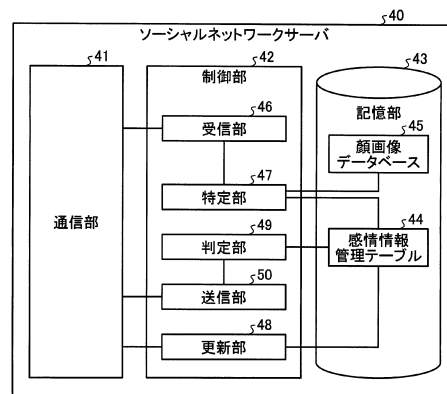 40
ソーシャルネットワークサーバ
41
42
43
制御部
記憶部
46
受信部
45
顔画像
データベース
47
特定部
通信部
49
判定部
44
感情情報
管理テーブル
50
送信部
48
更新部